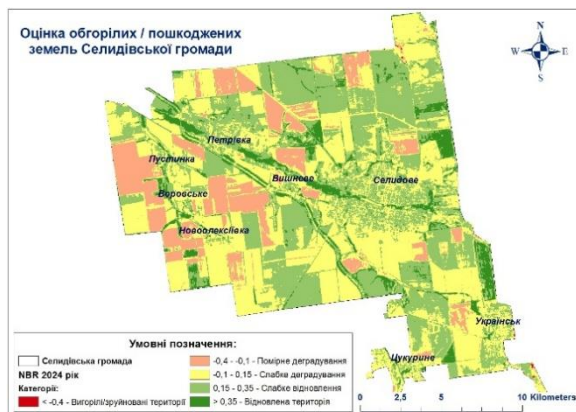 Оцінка обгорілих / пошкоджених
земель Селидівської громади
N
W E
S
Петрівка
Пустинка
Вишнове
Селидове
Воровське
Новоолексіївка
Українськ
Цукурине
Умовні позначення:
Селидівська громада
NBR 2024 рік
Категорії:
< -0,4 - Вигорілі/зруйновані території
-0,4 - -0,1 - Помірне деградування
-0,1 - 0,15 - Слабке деградування
0,15 - 0,35 - Слабке відновлення
> 0,35 - Відновлена територія
0 2,5 5 10 Kilometers